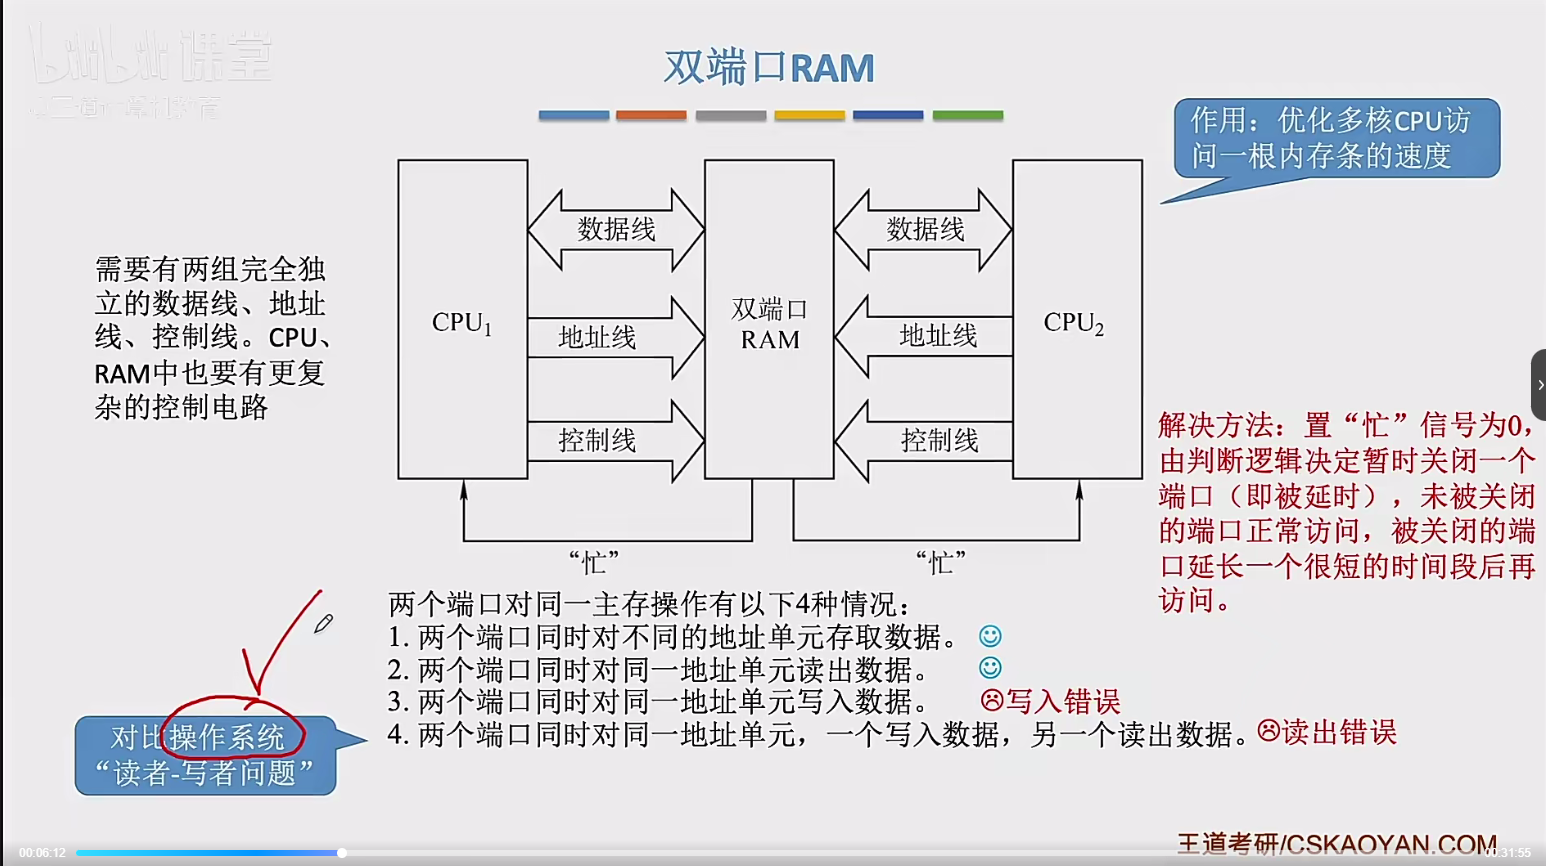 bilibili课堂
双端口RAM
作用：优化多核CPU访
问一根内存条的速度
需要有两组完全独
立的数据线、地址
线、控制线。CPU、
RAM中也要有更复
杂的控制电路
CPU1
数据线
地址线
控制线
双端口
RAM
数据线
地址线
控制线
CPU2
“忙”
“忙”
解决方法：置“忙”信号为0，
由判断逻辑决定暂时关闭一个
端口（即被延时），未被关闭
的端口正常访问，被关闭的端
口延长一个很短的时间段后再
访问。
两个端口对同一主存操作有以下4种情况：
1. 两个端口同时对不同的地址单元存取数据。
2. 两个端口同时对同一地址单元读出数据。
3. 两个端口同时对同一地址单元写入数据。 写入错误
4. 两个端口同时对同一地址单元，一个写入数据，另一个读出数据。 读出错误
对比操作系统
“读者-写者问题”
王道考研/CSKAOYAN.COM
00:06:12
00:31:55